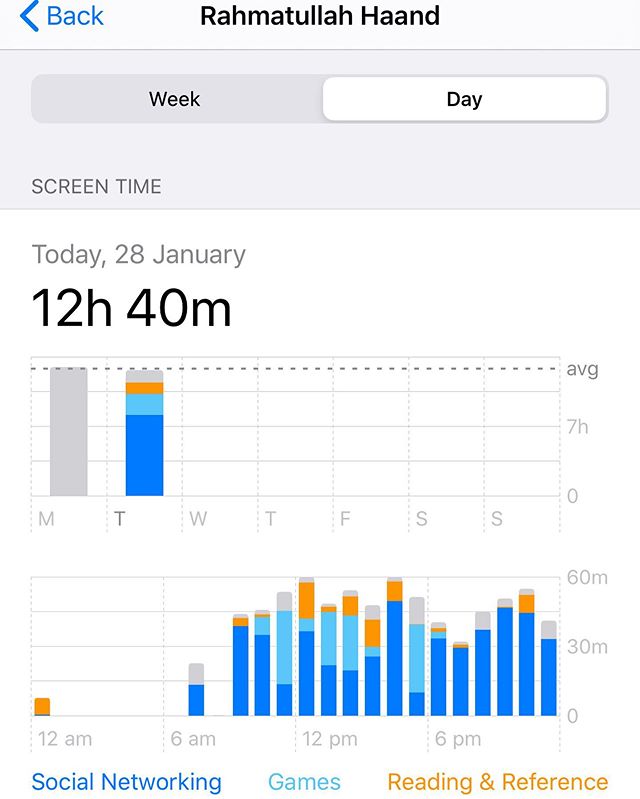 Back
Rahmatullah Haand
Week
Day
SCREEN TIME
Today, 28 January
12h 40m
avg
7h
0
M T W T F S S
60m
30m
0
12 am 6 am 12 pm 6 pm
Social Networking Games Reading & Reference